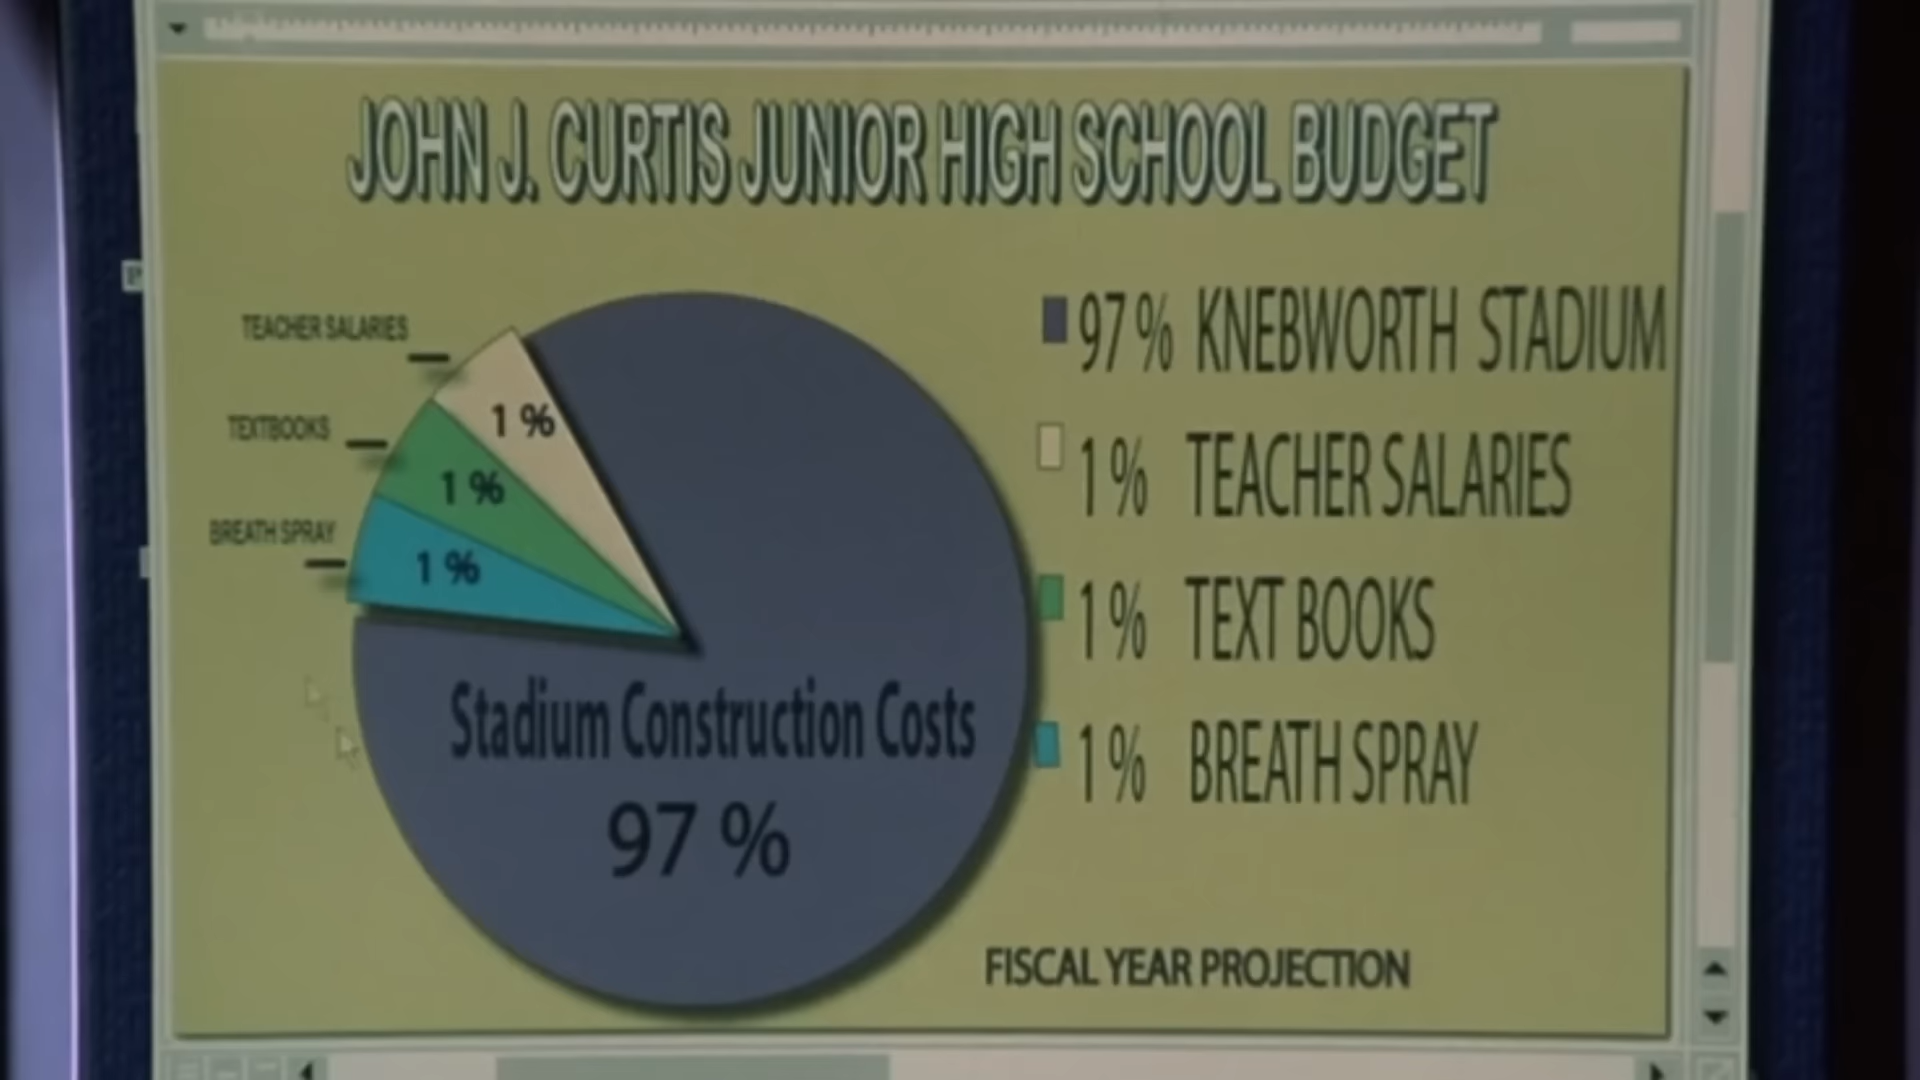 JOHN J. CURTIS JUNIOR HIGH SCHOOL BUDGET
TEACHER SALARIES
TEXTBOOKS
BREATH SPRAY
1 %
1 %
1 %
Stadium Construction Costs
97 %
97 % KNEBWORTH STADIUM
1 % TEACHER SALARIES
1 % TEXT BOOKS
1 % BREATH SPRAY
FISCAL YEAR PROJECTION